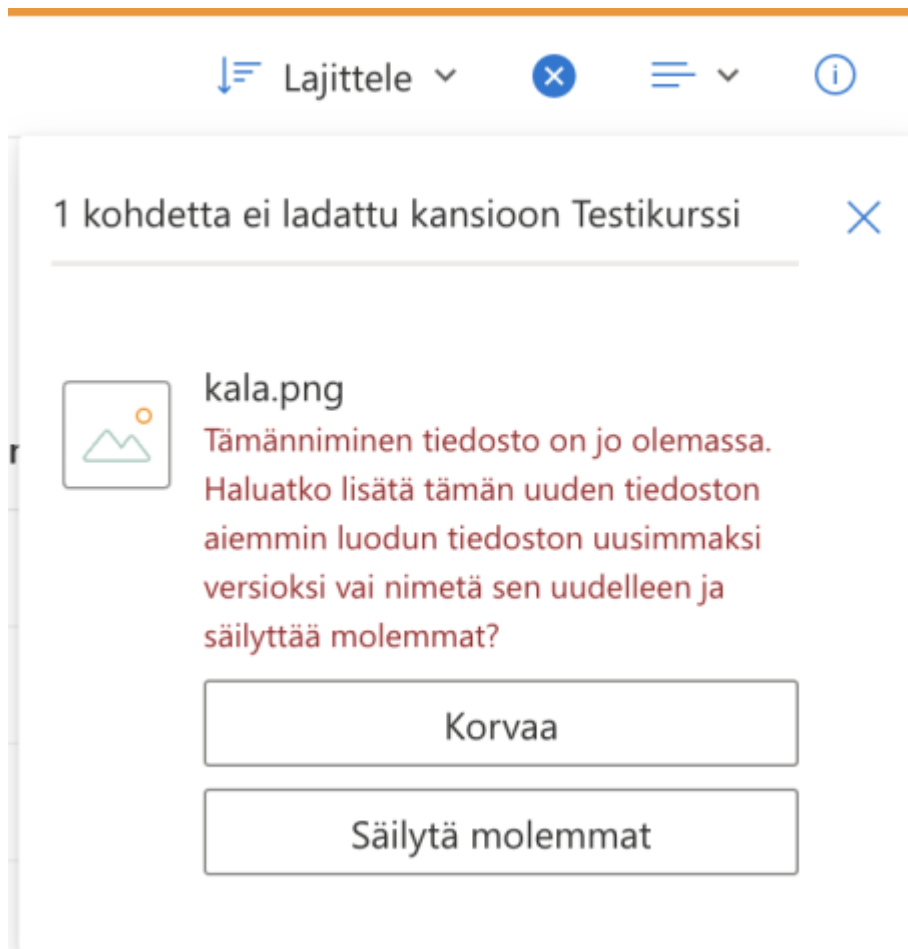 Lajittele
1 kohdetta ei ladattu kansioon Testikurssi
kala.png
Tämänniminen tiedosto on jo olemassa.
Haluatko lisätä tämän uuden tiedoston
aiemmin luodun tiedoston uusimmaksi
versioksi vai nimetä sen uudelleen ja
säilyttää molemmat?
Korvaa
Säilytä molemmat